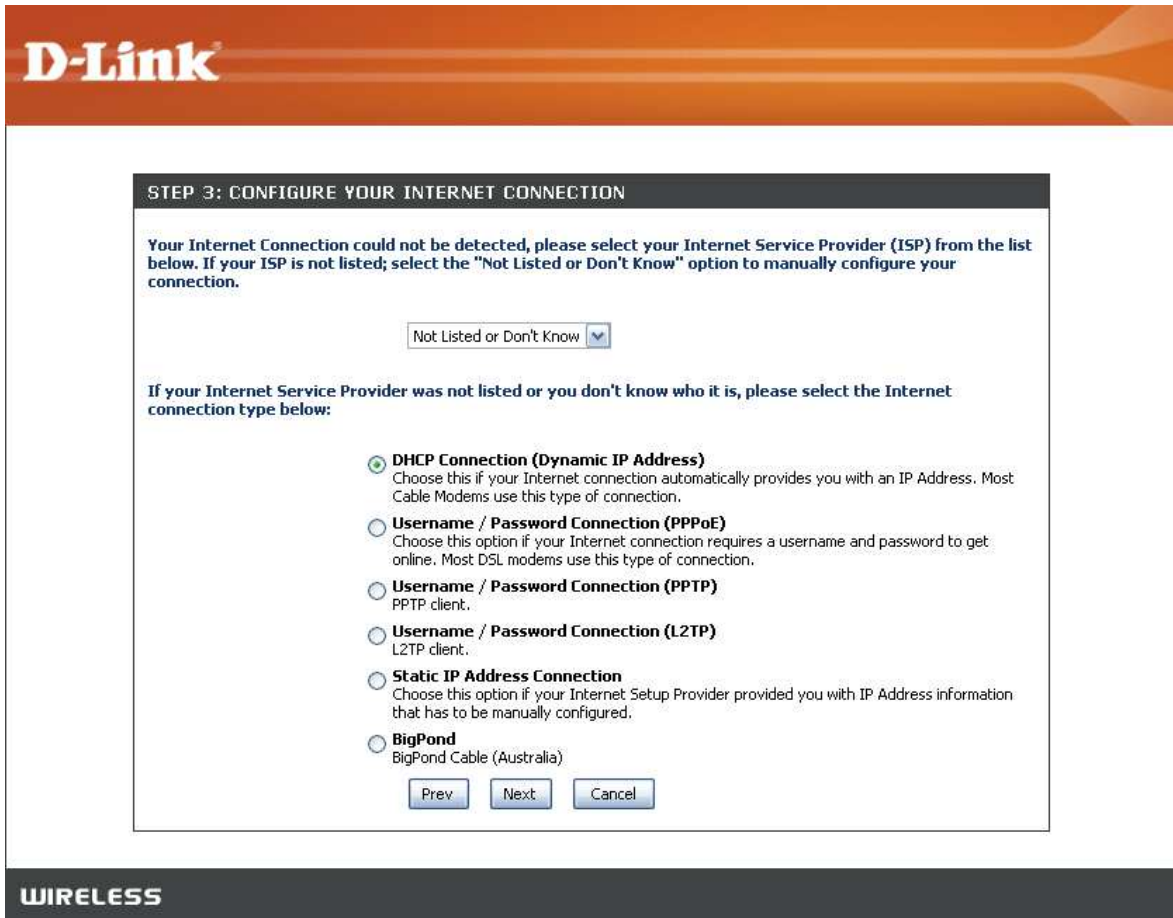 D-Link
STEP 3: CONFIGURE YOUR INTERNET CONNECTION
Your Internet Connection could not be detected, please select your Internet Service Provider (ISP) from the list
below. If your ISP is not listed; select the "Not Listed or Don't Know" option to manually configure your
connection.
Not Listed or Don't Know
If your Internet Service Provider was not listed or you don't know who it is, please select the Internet
connection type below:
DHCP Connection (Dynamic IP Address)
Choose this if your Internet connection automatically provides you with an IP Address. Most
Cable Modems use this type of connection.
Username / Password Connection (PPPoE)
Choose this option if your Internet connection requires a username and password to get
online. Most DSL modems use this type of connection.
Username / Password Connection (PPTP)
PPTP client.
Username / Password Connection (L2TP)
L2TP client.
Static IP Address Connection
Choose this option if your Internet Setup Provider provided you with IP Address information
that has to be manually configured.
BigPond
BigPond Cable (Australia)
Prev Next Cancel
WIRELESS